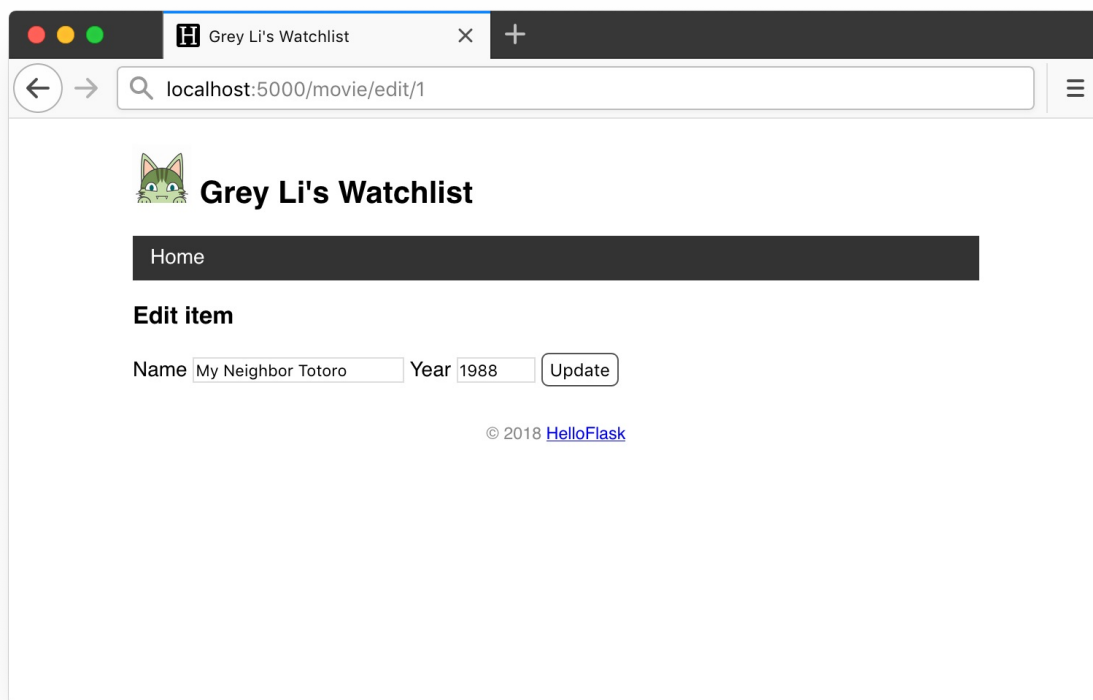 H Grey Li's Watchlist
localhost:5000/movie/edit/1
Grey Li's Watchlist
Home
Edit item
Name My Neighbor Totoro Year 1988 Update
© 2018 HelloFlask